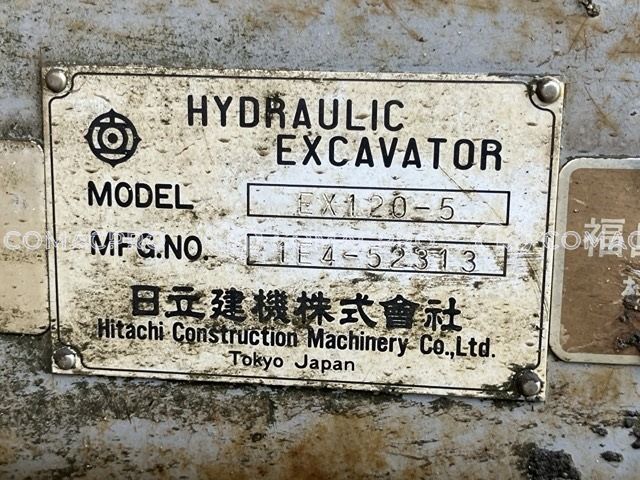 HYDRAULIC
EXCAVATOR
MODEL EX120-5
MFG.NO. 1E4-52313
日立建機株式會社
Hitachi Construction Machinery Co.,Ltd.
Tokyo Japan
福